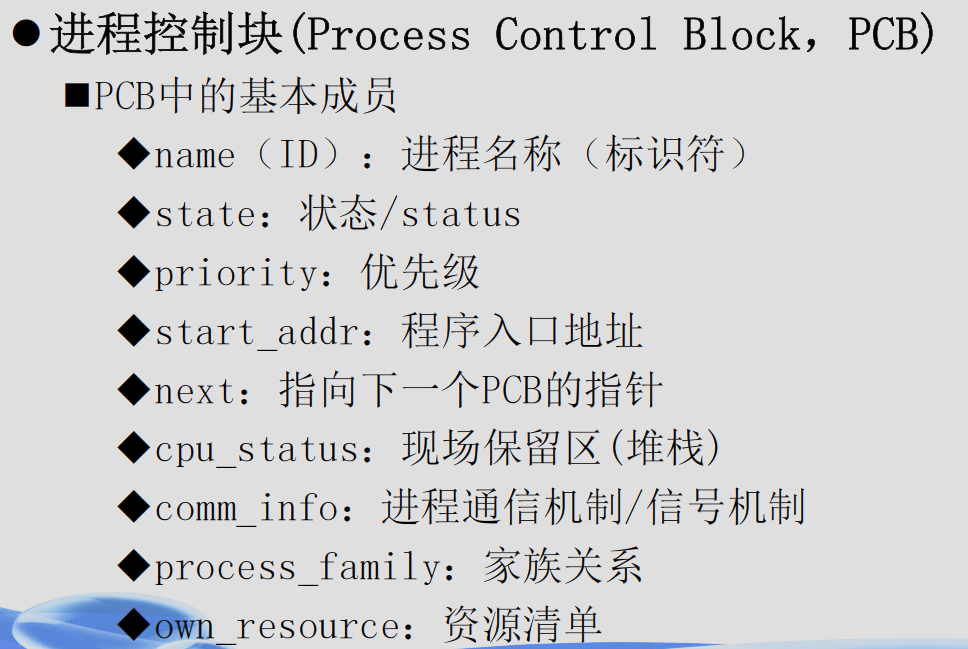 ●进程控制块(Process Control Block，PCB)
■PCB中的基本成员
◆name（ID）：进程名称（标识符）
◆state：状态/status
◆priority：优先级
◆start_addr：程序入口地址
◆next：指向下一个PCB的指针
◆cpu_status：现场保留区(堆栈)
◆comm_info：进程通信机制/信号机制
◆process_family：家族关系
◆own_resource：资源清单